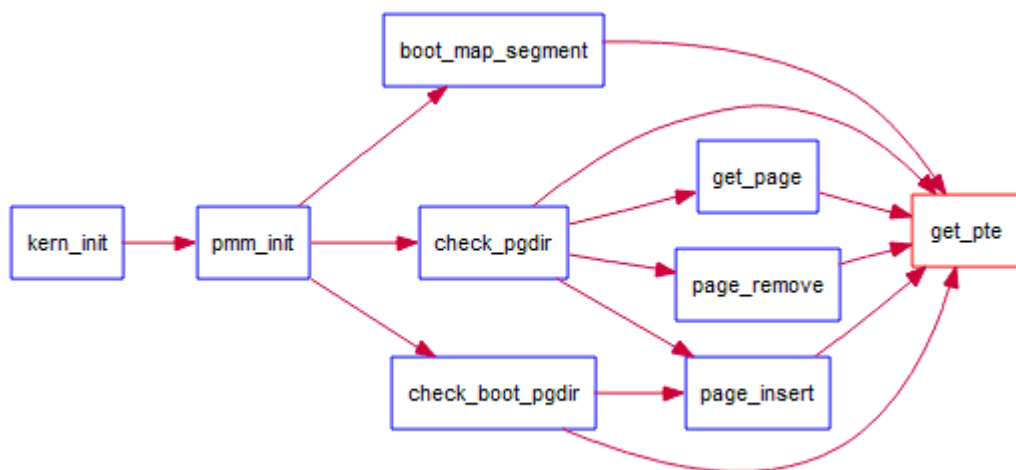 boot_map_segment
get_page
kern_init
pmm_init
check_pgdir
get_pte
page_remove
check_boot_pgdir
page_insert